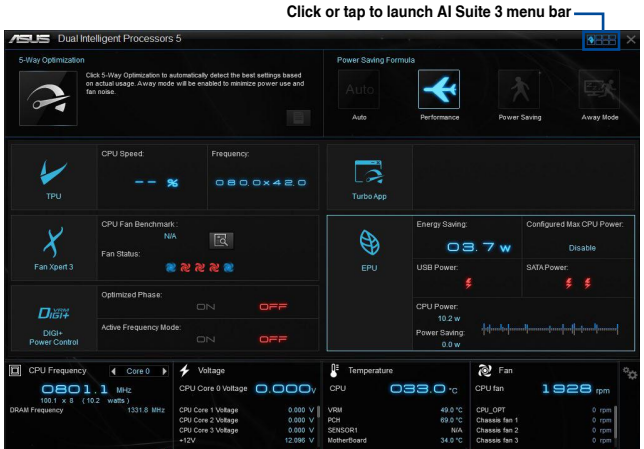 Click or tap to launch AI Suite 3 menu bar
ASUS Dual Intelligent Processors 5
5-Way Optimization
Click 5-Way Optimization to automatically detect the best settings based
on actual usage. Away mode will be enabled to minimize power use and
fan noise.
Power Saving Formula
Auto
Auto
Performance
Power Saving
Away Mode
TPU
CPU Speed:
-- %
Frequency:
080.0x42.0
Turbo App
Fan Xpert 3
CPU Fan Benchmark :
N/A
Fan Status:
EPU
Energy Saving:
03.7 w
Configured Max CPU Power:
Disable
USB Power:
SATA Power:
CPU Power:
10.2 w
Power Saving:
0.0 w
DIGI+ VRM
DIGI+
Power Control
Optimized Phase:
ON OFF
Active Frequency Mode:
ON OFF
CPU Frequency
Core 0
0801.1 MHz
100.1 x 8 (10.2 watts)
DRAM Frequency 1331.8 MHz
Voltage
CPU Core 0 Voltage 0.000V
CPU Core 1 Voltage 0.000 V
CPU Core 2 Voltage 0.000 V
CPU Core 3 Voltage 0.000 V
+12V 12.096 V
Temperature
CPU 033.0 °C
VRM 49.0 °C
PCH 69.0 °C
SENSOR1 N/A
MotherBoard 34.0 °C
Fan
CPU fan 1928 rpm
CPU_OPT 0 rpm
Chassis fan 1 0 rpm
Chassis fan 2 0 rpm
Chassis fan 3 0 rpm